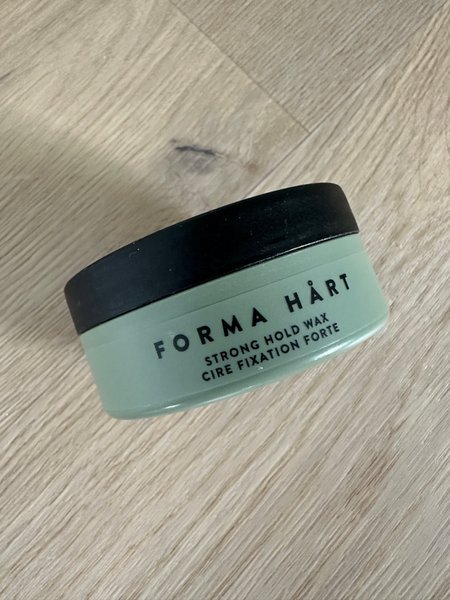 FORMA HÅRT
STRONG HOLD WAX
CIRE FIXATION FORTE